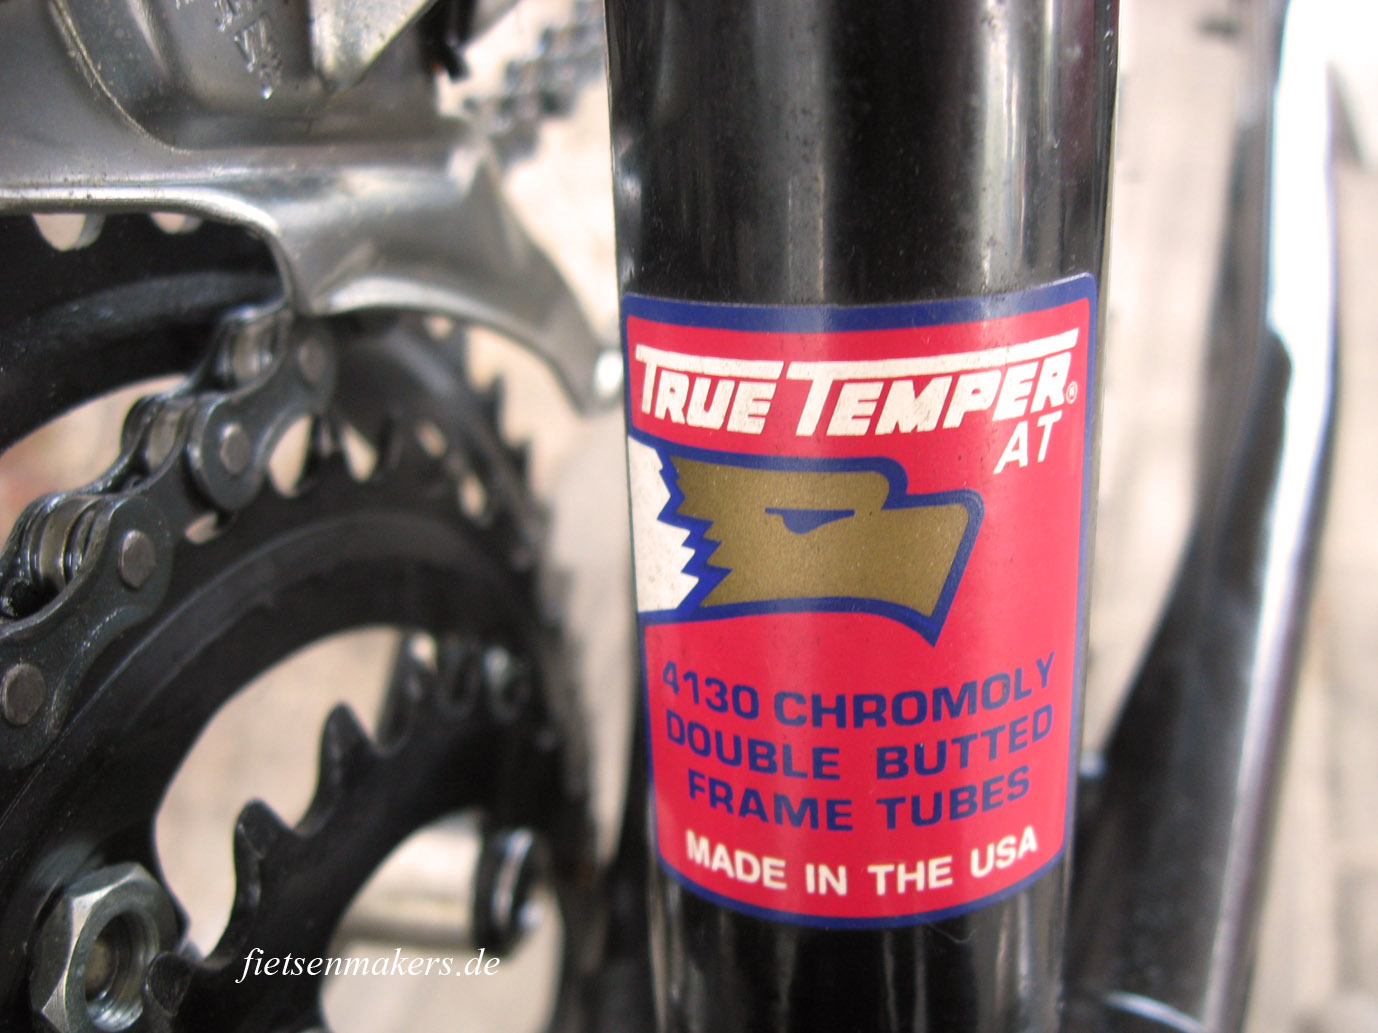 TRUE TEMPER®
AT
4130 CHROMOLY
DOUBLE BUTTED
FRAME TUBES
MADE IN THE USA
fietsenmakers.de